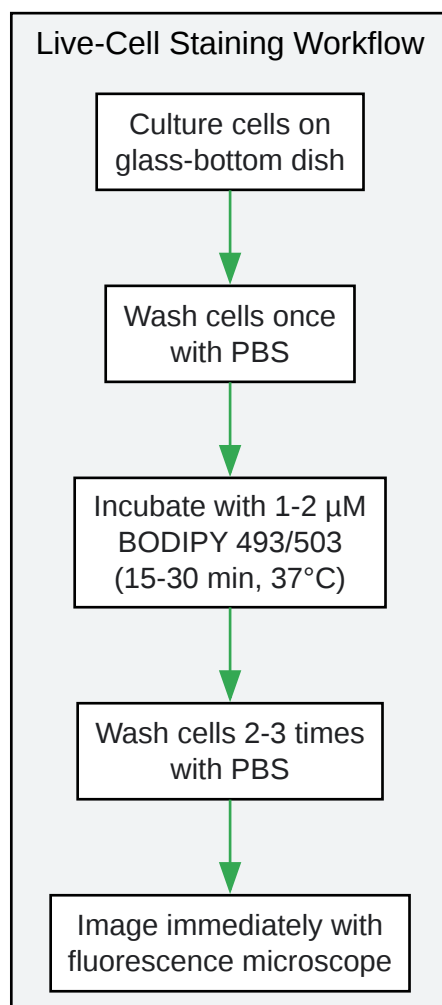 Live-Cell Staining Workflow
Culture cells on
glass-bottom dish
Wash cells once
with PBS
Incubate with 1-2 µM
BODIPY 493/503
(15-30 min, 37°C)
Wash cells 2-3 times
with PBS
Image immediately with
fluorescence microscope